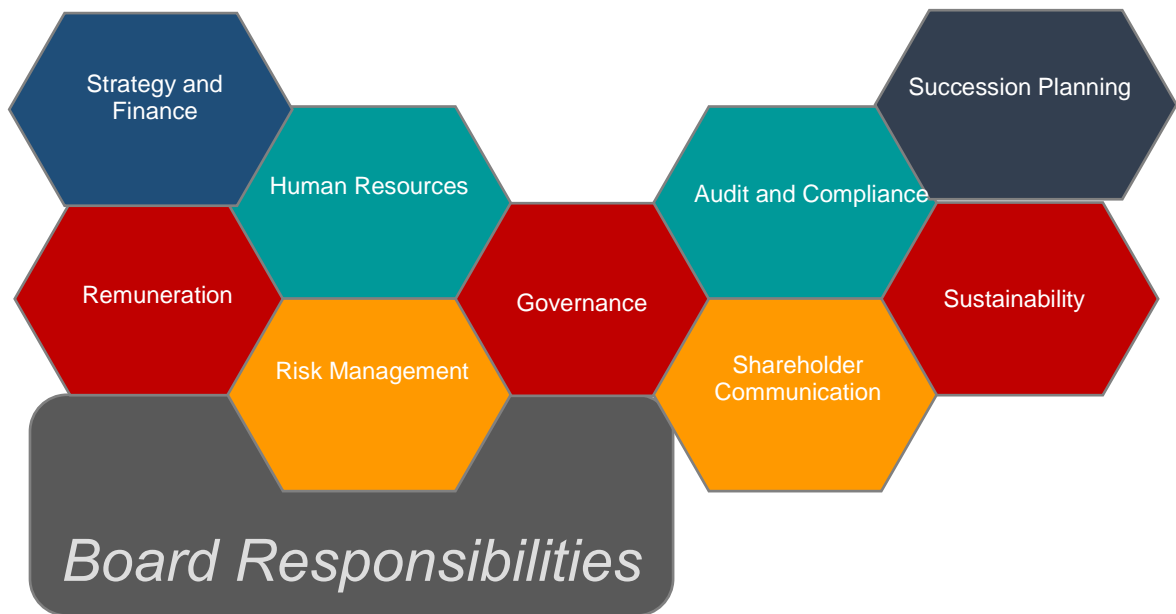 Strategy and
Finance
Succession Planning
Human Resources
Audit and Compliance
Remuneration
Governance
Sustainability
Risk Management
Shareholder
Communication
Board Responsibilities